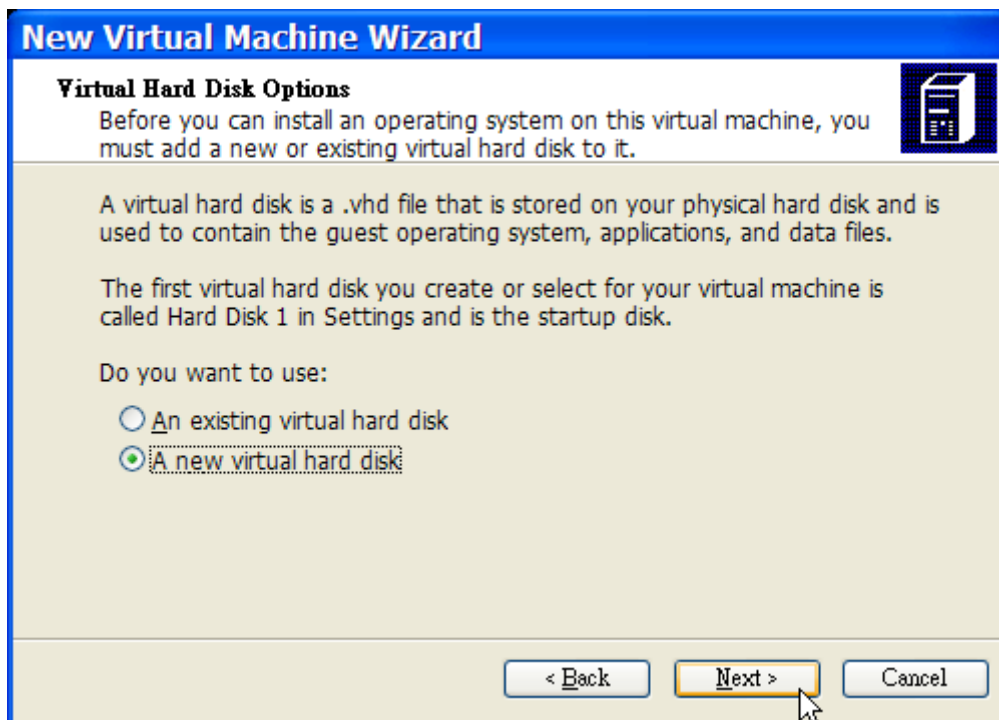 New Virtual Machine Wizard
Virtual Hard Disk Options
Before you can install an operating system on this virtual machine, you
must add a new or existing virtual hard disk to it.
A virtual hard disk is a .vhd file that is stored on your physical hard disk and is
used to contain the guest operating system, applications, and data files.
The first virtual hard disk you create or select for your virtual machine is
called Hard Disk 1 in Settings and is the startup disk.
Do you want to use:
An existing virtual hard disk
A new virtual hard disk
< Back Next > Cancel